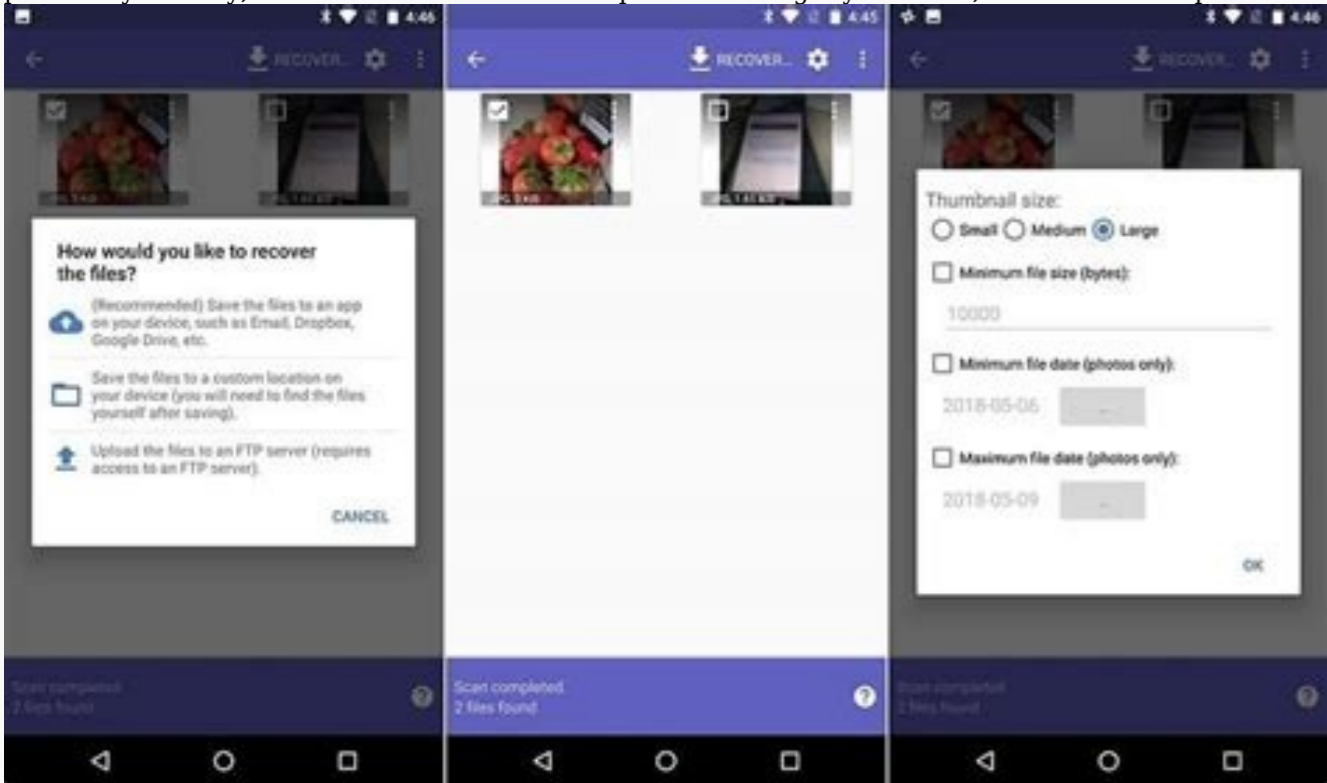 4:46
RECOVER...
How would you like to recover
the files?
(Recommended) Save the files to an app
on your device, such as Email, Dropbox,
Google Drive, etc.
Save the files to a custom location on
your device (you will need to find the files
yourself after saving).
Upload the files to an FTP server (requires
access to an FTP server).
CANCEL
Scan completed
2 files found
4:45
RECOVER...
Scan completed
2 files found
4:46
RECOVER...
Thumbnail size:
Small Medium Large
Minimum file size (bytes):
10000
Minimum file date (photos only):
2018-05-06 ...
Maximum file date (photos only):
2018-05-09 ...
OK
Scan completed
2 files found